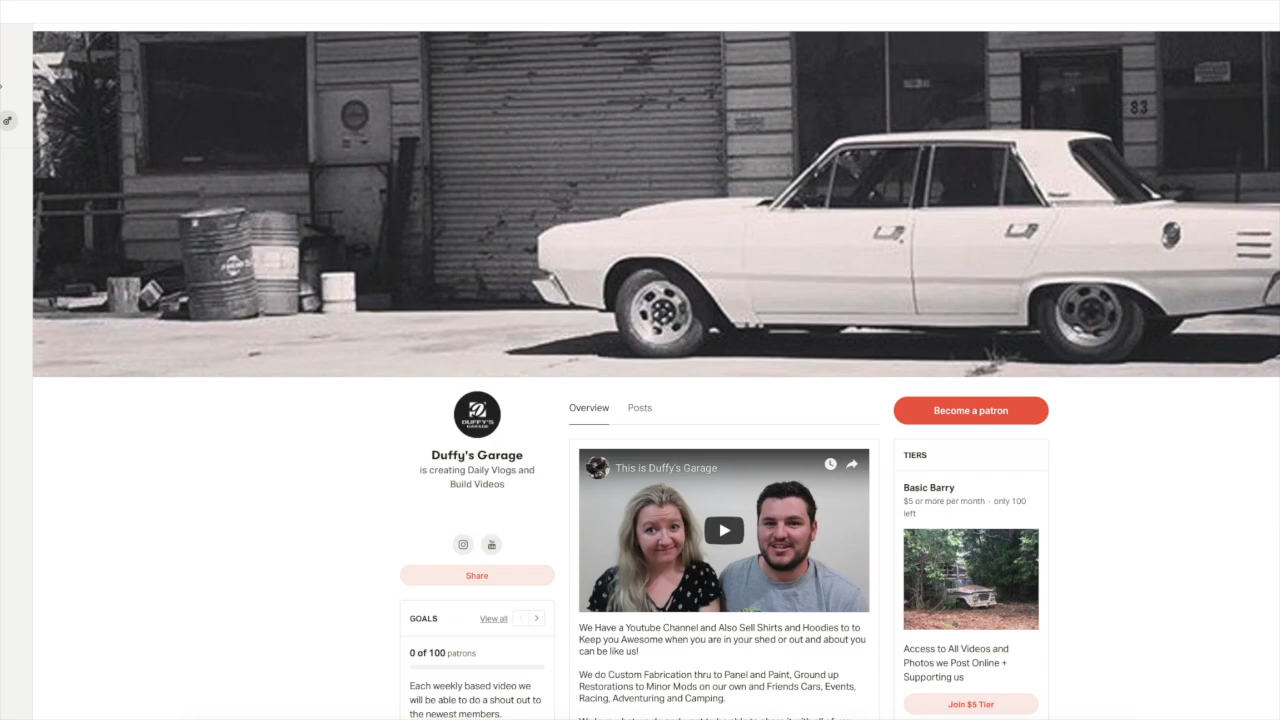 83
DUFFY'S
GARAGE
Duffy's Garage
is creating Daily Vlogs and
Build Videos
Share
GOALS
View all
0 of 100 patrons
Each weekly based video we
will be able to do a shout out to
the newest members.
Overview
Posts
This is Duffy's Garage
We Have a Youtube Channel and Also Sell Shirts and Hoodies to to
Keep you Awesome when you are in your shed or out and about you
can be like us!
We do Custom Fabrication thru to Panel and Paint, Ground up
Restorations to Minor Mods on our own and Friends Cars, Events,
Racing, Adventuring and Camping.
Become a patron
TIERS
Basic Barry
$5 or more per month · only 100
left
Access to All Videos and
Photos we Post Online +
Supporting us
Join $5 Tier